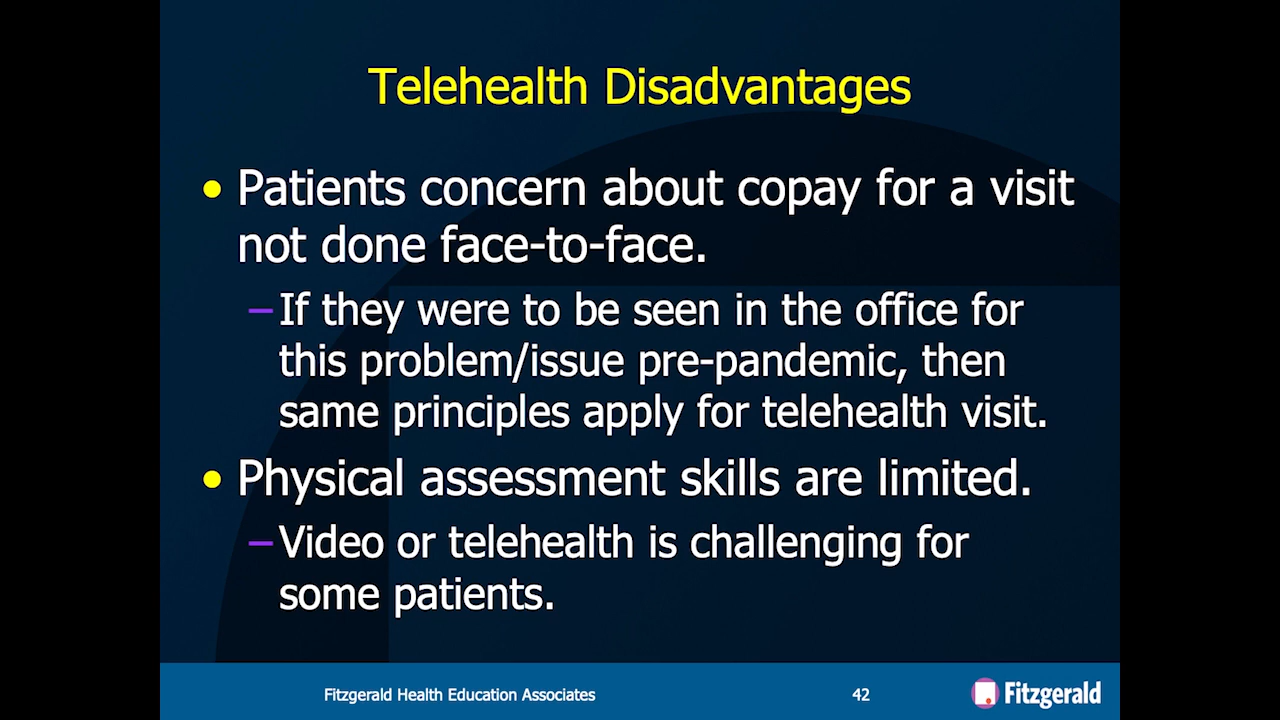 Telehealth Disadvantages
• Patients concern about copay for a visit
not done face-to-face.
– If they were to be seen in the office for
this problem/issue pre-pandemic, then
same principles apply for telehealth visit.
• Physical assessment skills are limited.
– Video or telehealth is challenging for
some patients.
Fitzgerald Health Education Associates 42 Fitzgerald